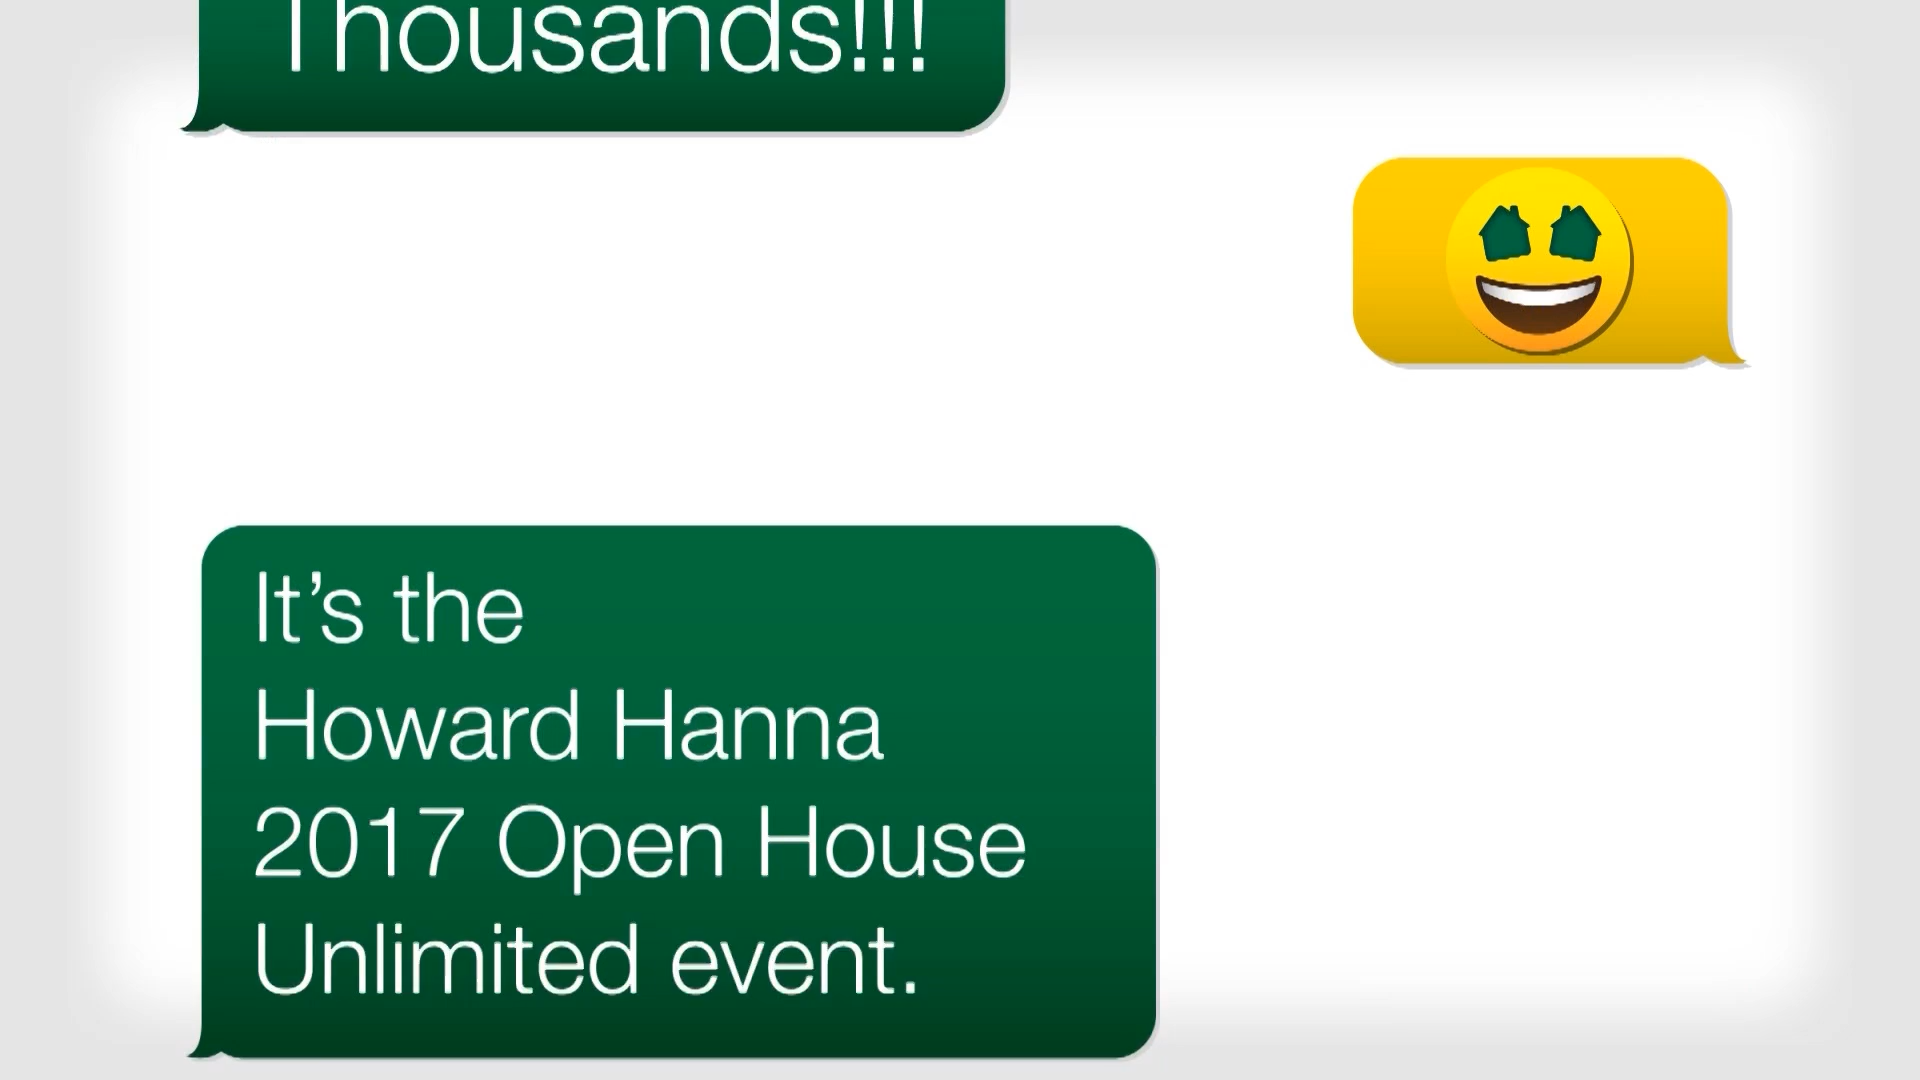 Thousands!!!
It’s the
Howard Hanna
2017 Open House
Unlimited event.